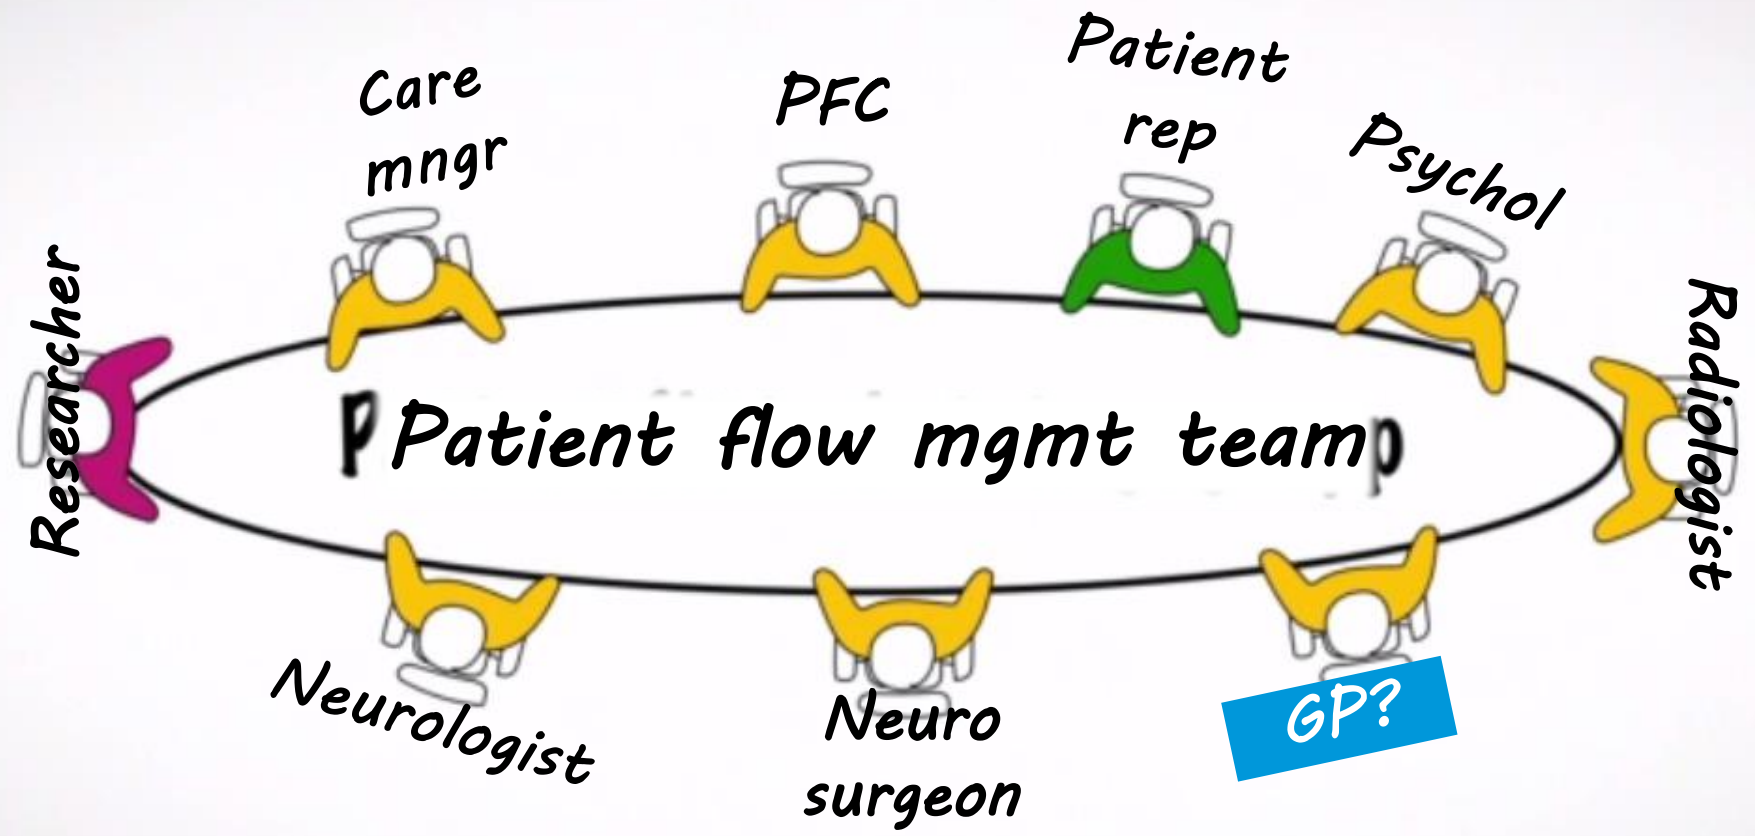 Patient
rep
Care
mngr
PFC
Psychol
Researcher
Radiologist
P Patient flow mgmt team p
Neurologist
Neuro
surgeon
GP?